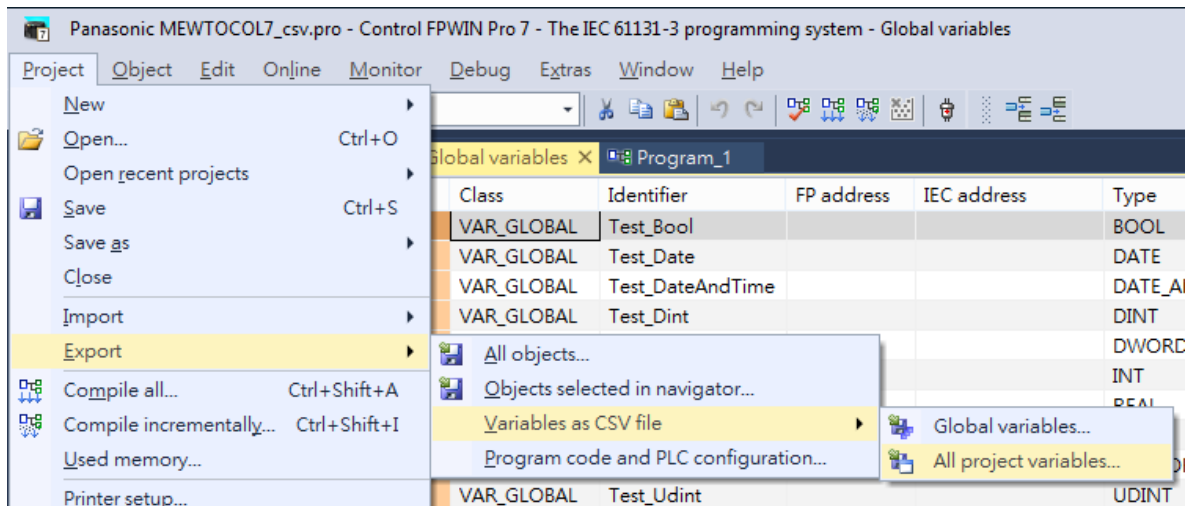 Panasonic MEWTOCOL7_csv.pro - Control FPWIN Pro 7 - The IEC 61131-3 programming system - Global variables
Project Object Edit Online Monitor Debug Extras Window Help
New
Open... Ctrl+O
Open recent projects
Save Ctrl+S
Save as
Close
Import
Export
Compile all... Ctrl+Shift+A
Compile incrementally... Ctrl+Shift+I
Used memory...
Printer setup...
Global variables Program_1
Class Identifier FP address IEC address Type
VAR_GLOBAL Test_Bool BOOL
VAR_GLOBAL Test_Date DATE
VAR_GLOBAL Test_DateAndTime DATE_A
VAR_GLOBAL Test_Dint DINT
DWORD
INT
REAL
VAR_GLOBAL Test_Udint UDINT
All objects...
Objects selected in navigator...
Variables as CSV file
Program code and PLC configuration...
Global variables...
All project variables...